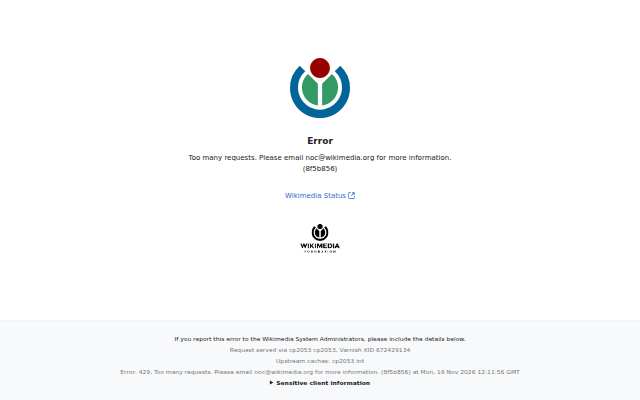 Error
Too many requests. Please email noc@wikimedia.org for more information.
(8f5b856)
Wikimedia Status
WIKIMEDIA
FOUNDATION
If you report this error to the Wikimedia System Administrators, please include the details below.
Request served via cp2053 cp2053, Varnish XID 672429134
Upstream caches: cp2053 int
Error: 429, Too many requests. Please email noc@wikimedia.org for more information. (8f5b856) at Mon, 16 Nov 2026 12:11:56 GMT
Sensitive client information